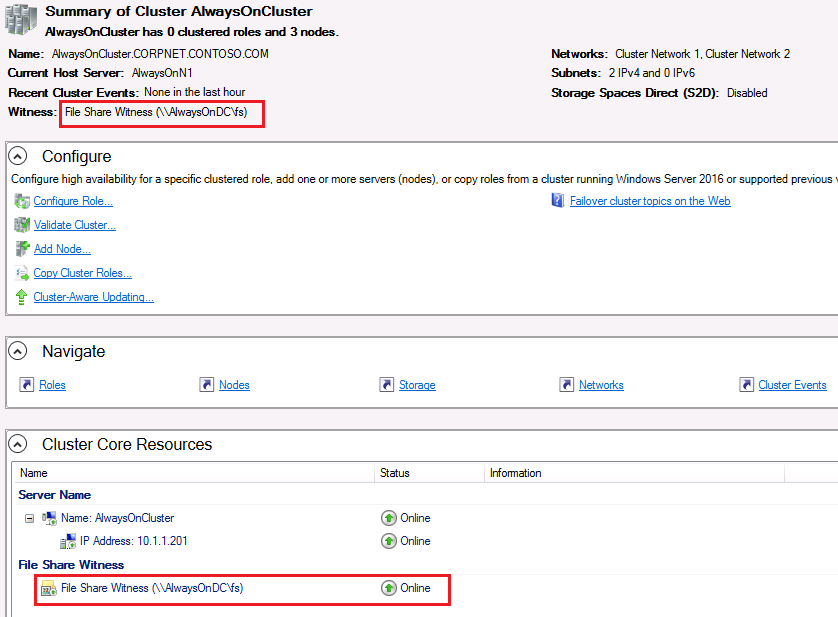 Summary of Cluster AlwaysOnCluster
AlwaysOnCluster has 0 clustered roles and 3 nodes.
Name: AlwaysOnCluster.CORPNET.CONTOSO.COM
Networks: Cluster Network 1, Cluster Network 2
Current Host Server: AlwaysOnN1
Subnets: 2 IPv4 and 0 IPv6
Recent Cluster Events: None in the last hour
Storage Spaces Direct (S2D): Disabled
Witness: File Share Witness (\\AlwaysOnDC\fs)
Configure
Configure high availability for a specific clustered role, add one or more servers (nodes), or copy roles from a cluster running Windows Server 2016 or supported previous
Configure Role...
Failover cluster topics on the Web
Validate Cluster...
Add Node...
Copy Cluster Roles...
Cluster-Aware Updating...
Navigate
Roles Nodes Storage Networks Cluster Events
Cluster Core Resources
Name Status Information
Server Name
Name: AlwaysOnCluster Online
IP Address: 10.1.1.201 Online
File Share Witness
File Share Witness (\\AlwaysOnDC\fs) Online